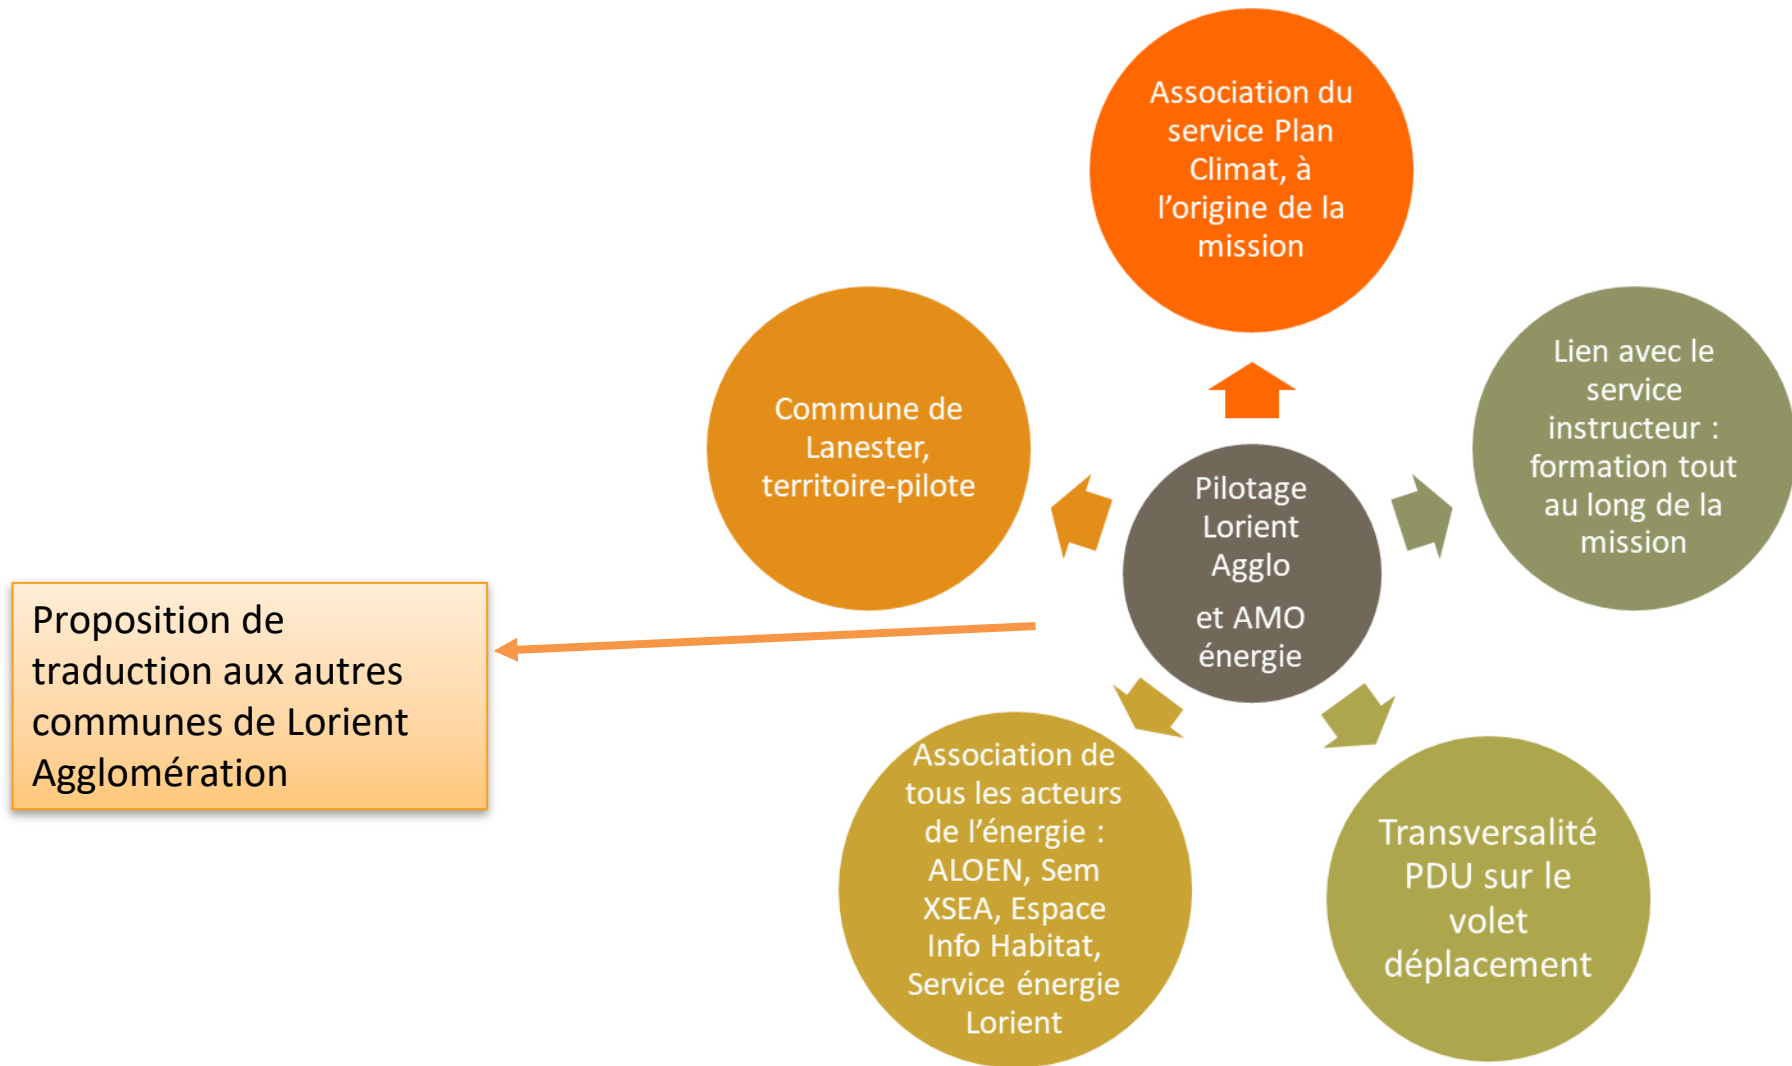 Association du
service Plan
Climat, à
l’origine de la
mission
Commune de
Lanester,
territoire-pilote
Lien avec le
service
instructeur :
formation tout
au long de la
mission
Pilotage
Lorient
Agglo
et AMO
énergie
Proposition de
traduction aux autres
communes de Lorient
Agglomération
Association de
tous les acteurs
de l’énergie :
ALOEN, Sem
XSEA, Espace
Info Habitat,
Service énergie
Lorient
Transversalité
PDU sur le
volet
déplacement